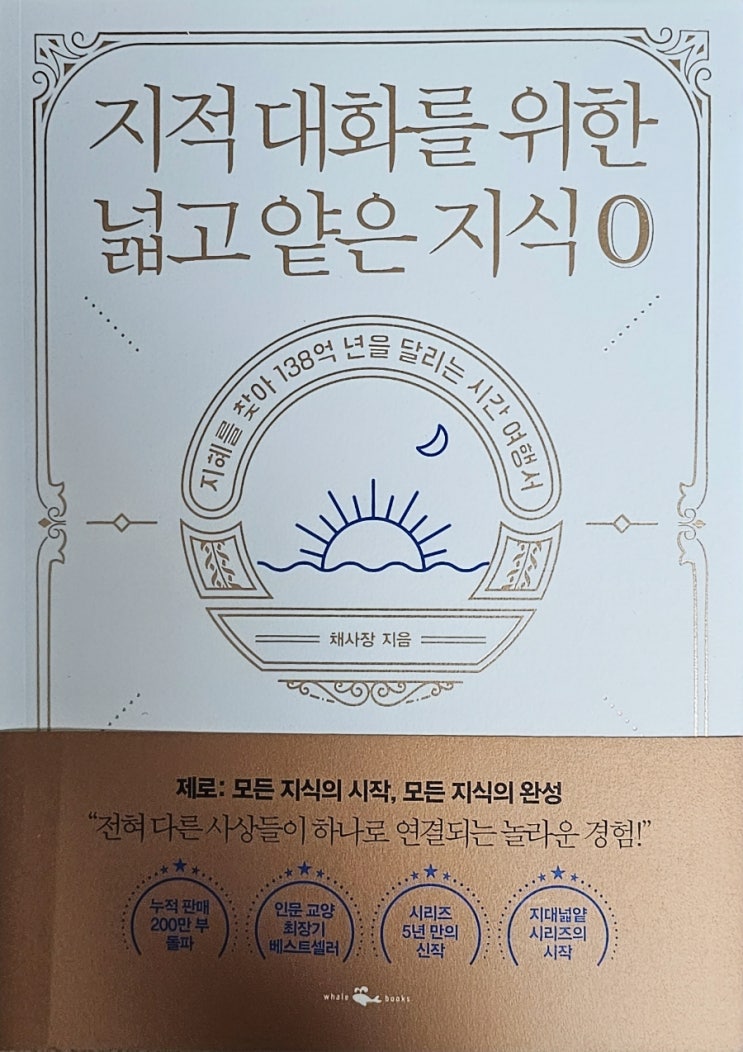 지적 대화를 위한
넓고 얕은 지식 0
지혜를 찾아 138억 년을 달리는 시간 여행서
채사장 지음
제로: 모든 지식의 시작, 모든 지식의 완성
“전혀 다른 사상들이 하나로 연결되는 놀라운 경험!”
누적 판매
200만 부
돌파
인문 교양
최장기
베스트셀러
시리즈
5년 만의
신작
지대넓얕
시리즈의
시작
whale books